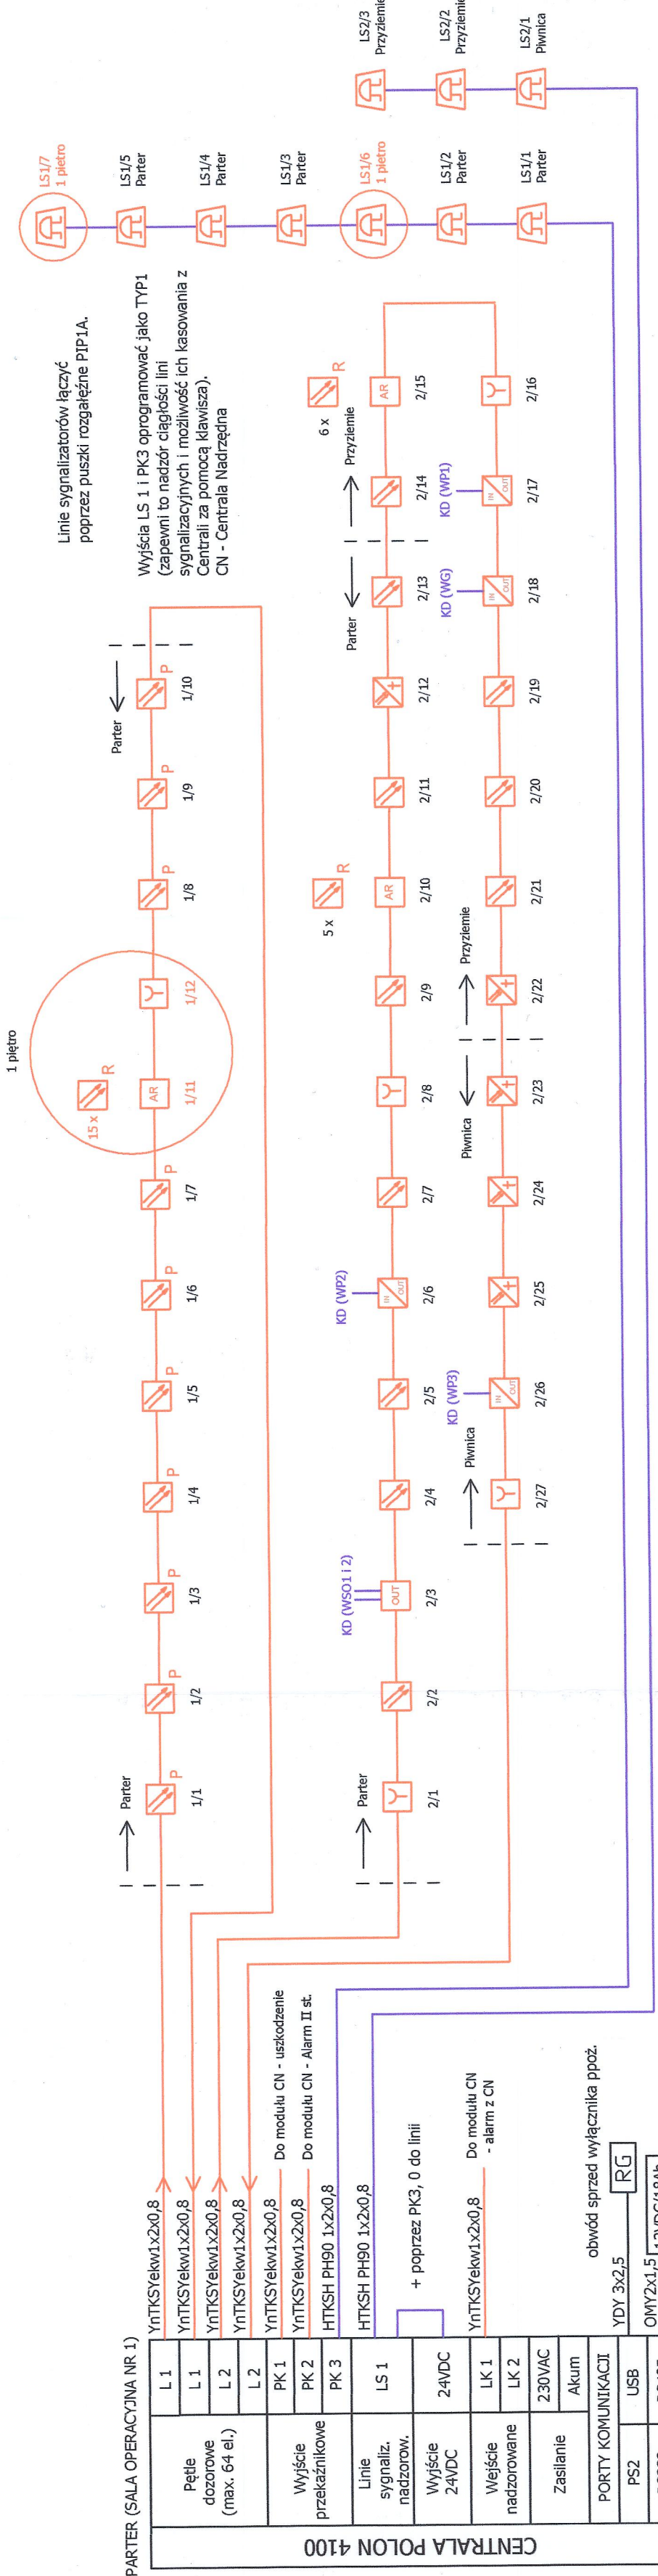 PARTER (SALA OPERACYJNA NR 1)
CENTRALA POLON 4100
Pętle
dozorowe
(max. 64 el.)
L 1
L 1
L 2
L 2
Wyjście
przekaźnikowe
PK 1
PK 2
PK 3
Linie
sygnaliz.
nadzorow.
LS 1
Wyjście
24VDC
24VDC
Wejście
nadzorowane
LK 1
LK 2
Zasilanie
230VAC
Akum
PORTY KOMUNIKACJI
PS2
USB
YnTKSYekw1x2x0,8
YnTKSYekw1x2x0,8
YnTKSYekw1x2x0,8
YnTKSYekw1x2x0,8
YnTKSYekw1x2x0,8
Do modułu CN - uszkodzenie
YnTKSYekw1x2x0,8
Do modułu CN - Alarm II st.
HTKSH PH90 1x2x0,8
HTKSH PH90 1x2x0,8
+ poprzez PK3, 0 do linii
YnTKSYekw1x2x0,8
Do modułu CN
- alarm z CN
obwód sprzed wyłącznika ppoż.
YDY 3x2,5
RG
OMY2x1,5
Parter
P
1/1
P
1/2
P
1/3
P
1/4
P
1/5
P
1/6
P
1/7
1 piętro
15 x
R
AR
1/11
1/12
P
1/8
P
1/9
P
1/10
Parter
Parter
2/1
2/2
KD (WSO1 i 2)
OUT
2/3
2/4
2/5
KD (WP2)
IN
OUT
2/6
2/7
2/8
2/9
5 x
R
AR
2/10
2/11
2/12
Parter
2/13
Przyziemie
2/14
6 x
R
AR
2/15
2/16
KD (WP1)
IN
OUT
2/17
KD (WG)
IN
OUT
2/18
2/19
2/20
2/21
Przyziemie
2/22
Piwnica
2/23
2/24
2/25
KD (WP3)
IN
OUT
2/26
Piwnica
2/27
Linie sygnalizatorów łączyć
poprzez puszki rozgałęźne PIP1A.
Wyjścia LS 1 i PK3 oprogramować jako TYP1
(zapewni to nadzór ciągłości lini
sygnalizacyjnych i możliwość ich kasowania z
Centrali za pomocą klawisza).
CN - Centrala Nadrzędna
LS1/7
1 pietro
LS1/5
Parter
LS1/4
Parter
LS1/3
Parter
LS1/6
1 pietro
LS1/2
Parter
LS1/1
Parter
LS2/3
Przyziemie
LS2/2
Przyziemie
LS2/1
Piwnica